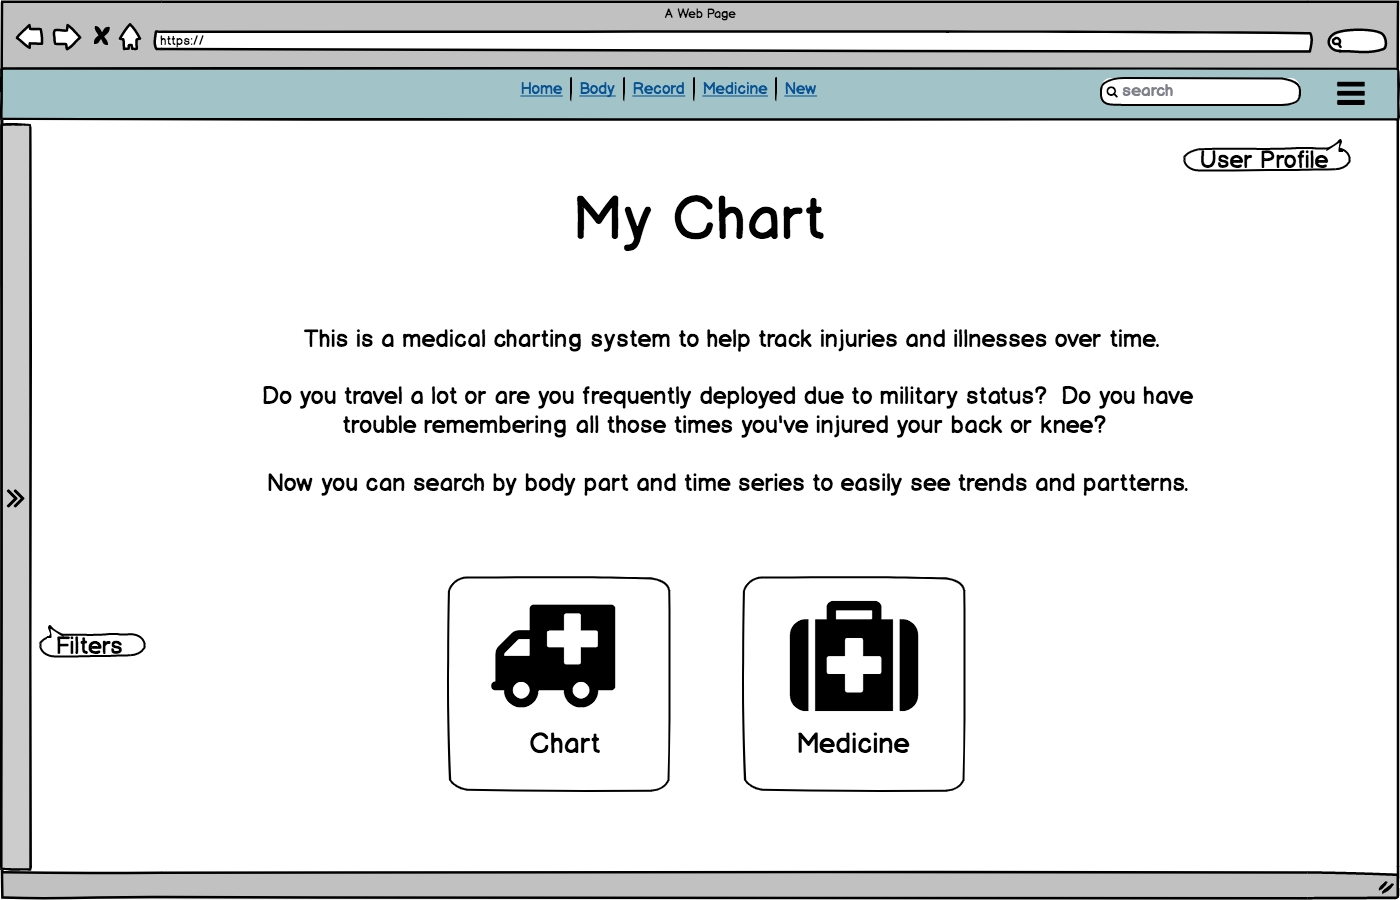 A Web Page
https://
Home | Body | Record | Medicine | New
search
User Profile
My Chart
This is a medical charting system to help track injuries and illnesses over time.
Do you travel a lot or are you frequently deployed due to military status?  Do you have
trouble remembering all those times you've injured your back or knee?
Now you can search by body part and time series to easily see trends and partterns.
Filters
Chart
Medicine